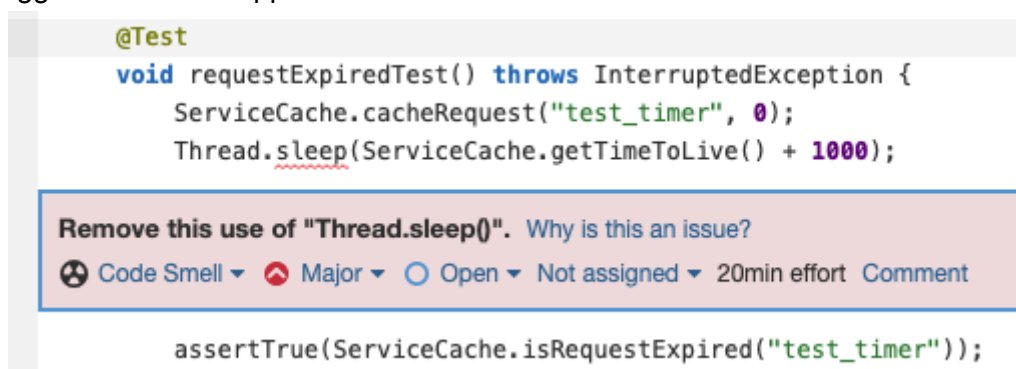 @Test
void requestExpiredTest() throws InterruptedException {
ServiceCache.cacheRequest("test_timer", 0);
Thread.sleep(ServiceCache.getTimeToLive() + 1000);
Remove this use of "Thread.sleep()". Why is this an issue?
Code Smell Major Open Not assigned 20min effort Comment
assertTrue(ServiceCache.isRequestExpired("test_timer"));